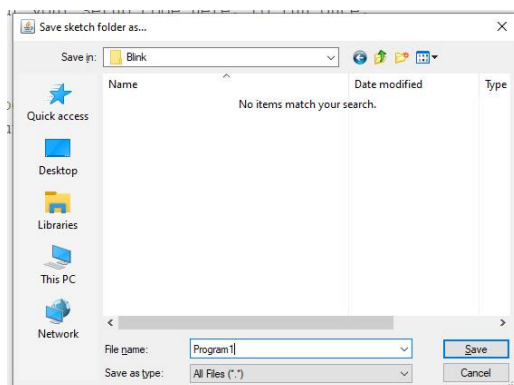 Save sketch folder as...
Save in:
Blink
Name
Date modified
Type
No items match your search.
Quick access
Desktop
Libraries
This PC
Network
File name:
Program1
Save
Save as type:
All Files (*.*)
Cancel